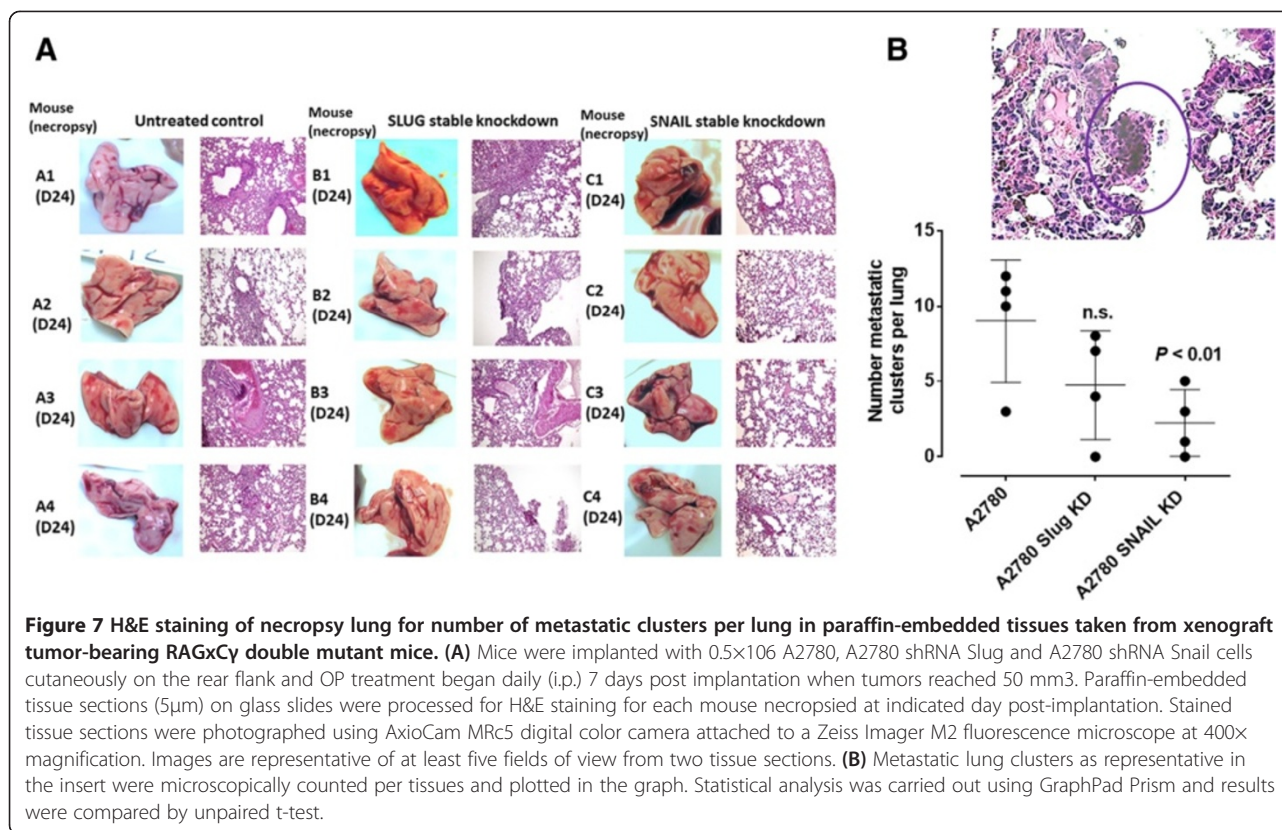 A
B
Mouse (necropsy)
Untreated control
Mouse (necropsy)
SLUG stable knockdown
Mouse (necropsy)
SNAIL stable knockdown
A1 (D24)
B1 (D24)
C1 (D24)
A2 (D24)
B2 (D24)
C2 (D24)
A3 (D24)
B3 (D24)
C3 (D24)
A4 (D24)
B4 (D24)
C4 (D24)
Number metastatic
clusters per lung
15
10
5
0
n.s.
P < 0.01
A2780
A2780 Slug KD
A2780 SNAIL KD
Figure 7 H&E staining of necropsy lung for number of metastatic clusters per lung in paraffin-embedded tissues taken from xenograft
tumor-bearing RAGxCγ double mutant mice. (A) Mice were implanted with 0.5×106 A2780, A2780 shRNA Slug and A2780 shRNA Snail cells
cutaneously on the rear flank and OP treatment began daily (i.p.) 7 days post implantation when tumors reached 50 mm3. Paraffin-embedded
tissue sections (5μm) on glass slides were processed for H&E staining for each mouse necropsied at indicated day post-implantation. Stained
tissue sections were photographed using AxioCam MRc5 digital color camera attached to a Zeiss Imager M2 fluorescence microscope at 400×
magnification. Images are representative of at least five fields of view from two tissue sections. (B) Metastatic lung clusters as representative in
the insert were microscopically counted per tissues and plotted in the graph. Statistical analysis was carried out using GraphPad Prism and results
were compared by unpaired t-test.